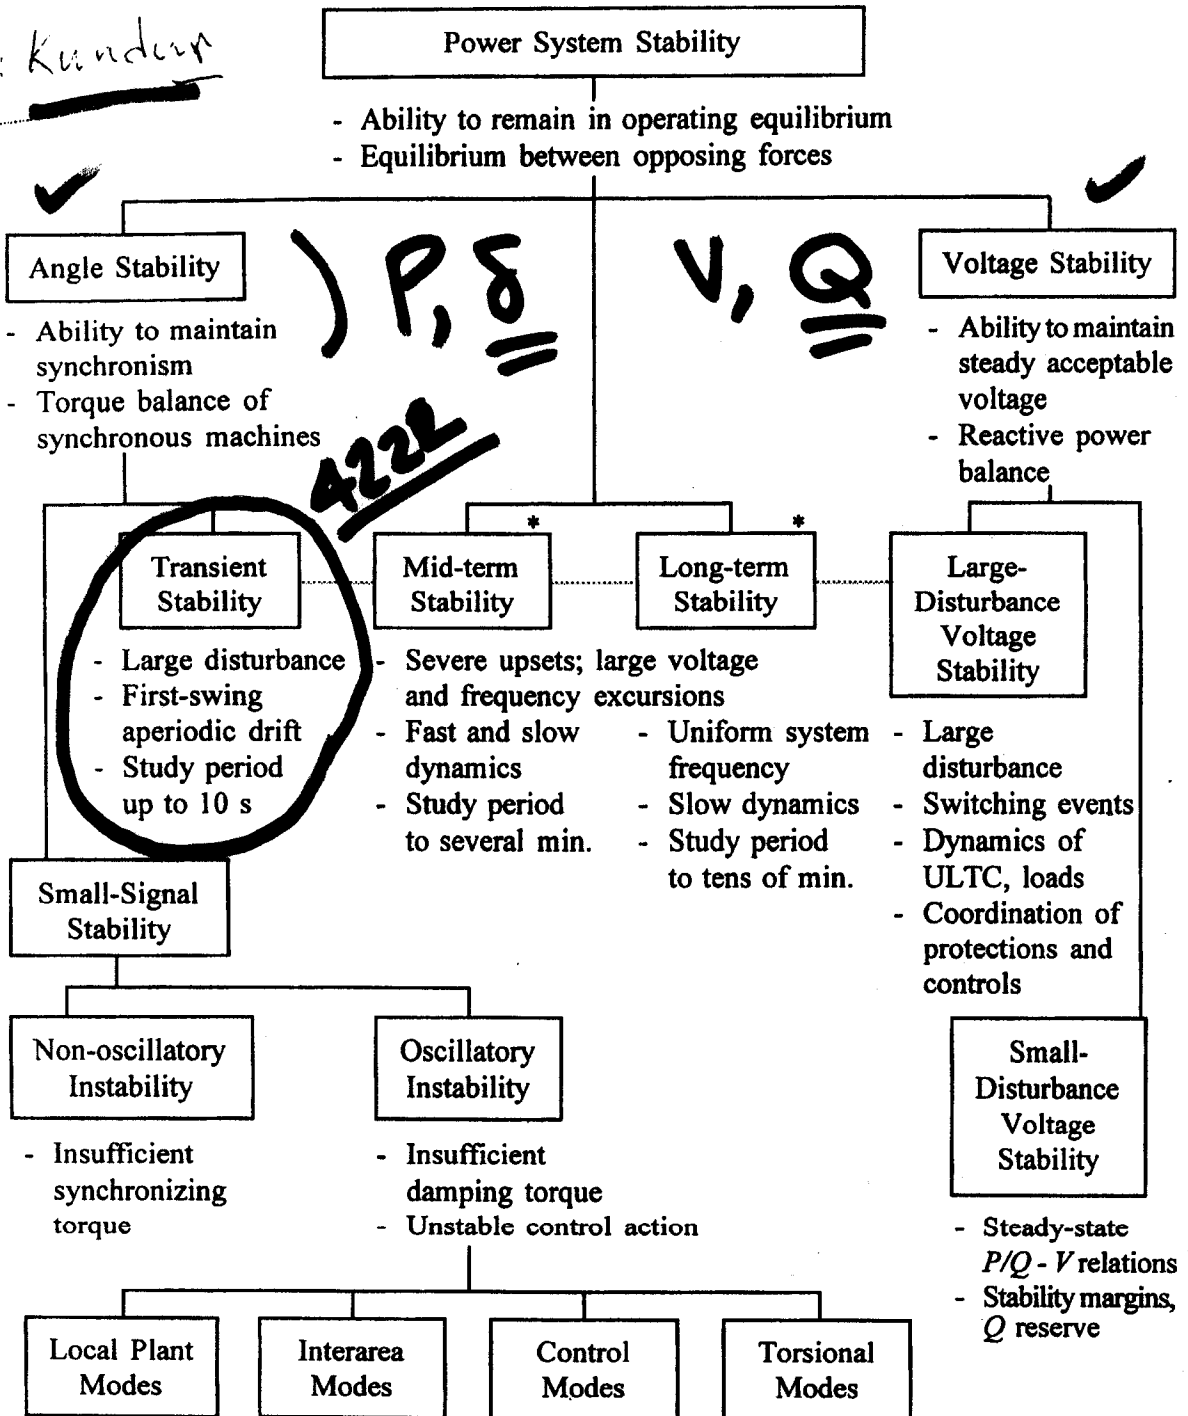 : Kundur
Power System Stability
- Ability to remain in operating equilibrium
- Equilibrium between opposing forces
Angle Stability
) P, δ
V, Q
Voltage Stability
- Ability to maintain
synchronism
- Torque balance of
synchronous machines
- Ability to maintain
steady acceptable
voltage
- Reactive power
balance
Transient
Stability
*
Mid-term
Stability
*
Long-term
Stability
Large-
Disturbance
Voltage
Stability
- Large disturbance
- First-swing
aperiodic drift
- Study period
up to 10 s
- Severe upsets; large voltage
and frequency excursions
- Fast and slow
dynamics
- Study period
to several min.
- Uniform system
frequency
- Slow dynamics
- Study period
to tens of min.
- Large
disturbance
- Switching events
- Dynamics of
ULTC, loads
- Coordination of
protections and
controls
Small-Signal
Stability
Non-oscillatory
Instability
Oscillatory
Instability
Small-
Disturbance
Voltage
Stability
- Insufficient
synchronizing
torque
- Insufficient
damping torque
- Unstable control action
- Steady-state
P/Q - V relations
- Stability margins,
Q reserve
Local Plant
Modes
Interarea
Modes
Control
Modes
Torsional
Modes